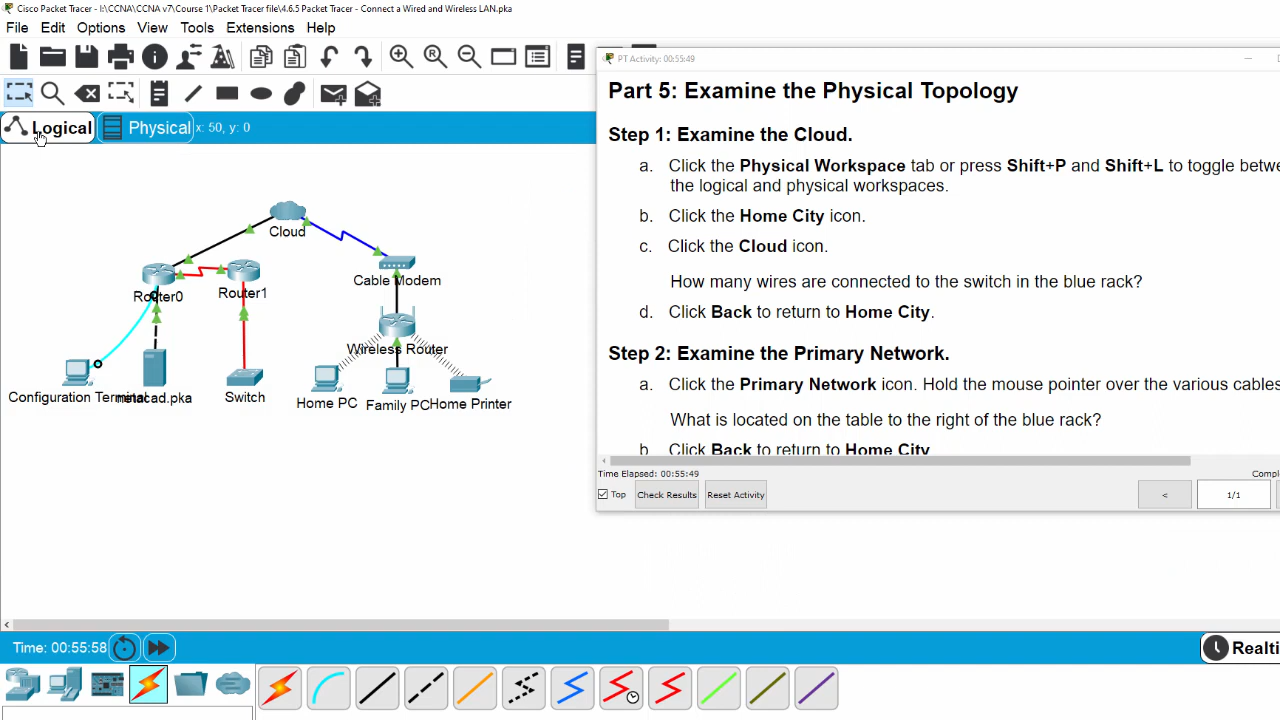 Cisco Packet Tracer - I:\CCNA\CCNA v7\Course 1\Packet Tracer file\4.6.5 Packet Tracer - Connect a Wired and Wireless LAN.pka
File Edit Options View Tools Extensions Help
PT Activity: 00:55:49
Logical Physical x: 50, y: 0
Part 5: Examine the Physical Topology
Step 1: Examine the Cloud.
a. Click the Physical Workspace tab or press Shift+P and Shift+L to toggle betwe
the logical and physical workspaces.
b. Click the Home City icon.
c. Click the Cloud icon.
How many wires are connected to the switch in the blue rack?
d. Click Back to return to Home City.
Step 2: Examine the Primary Network.
a. Click the Primary Network icon. Hold the mouse pointer over the various cables
What is located on the table to the right of the blue rack?
b. Click Back to return to Home City
Time Elapsed: 00:55:49 Compl
Top Check Results Reset Activity < 1/1
Cloud
Cable Modem
Router0 Router1
Wireless Router
Configuration Terminal netacad.pka Switch Home PC Family PC Home Printer
Time: 00:55:58 Realti